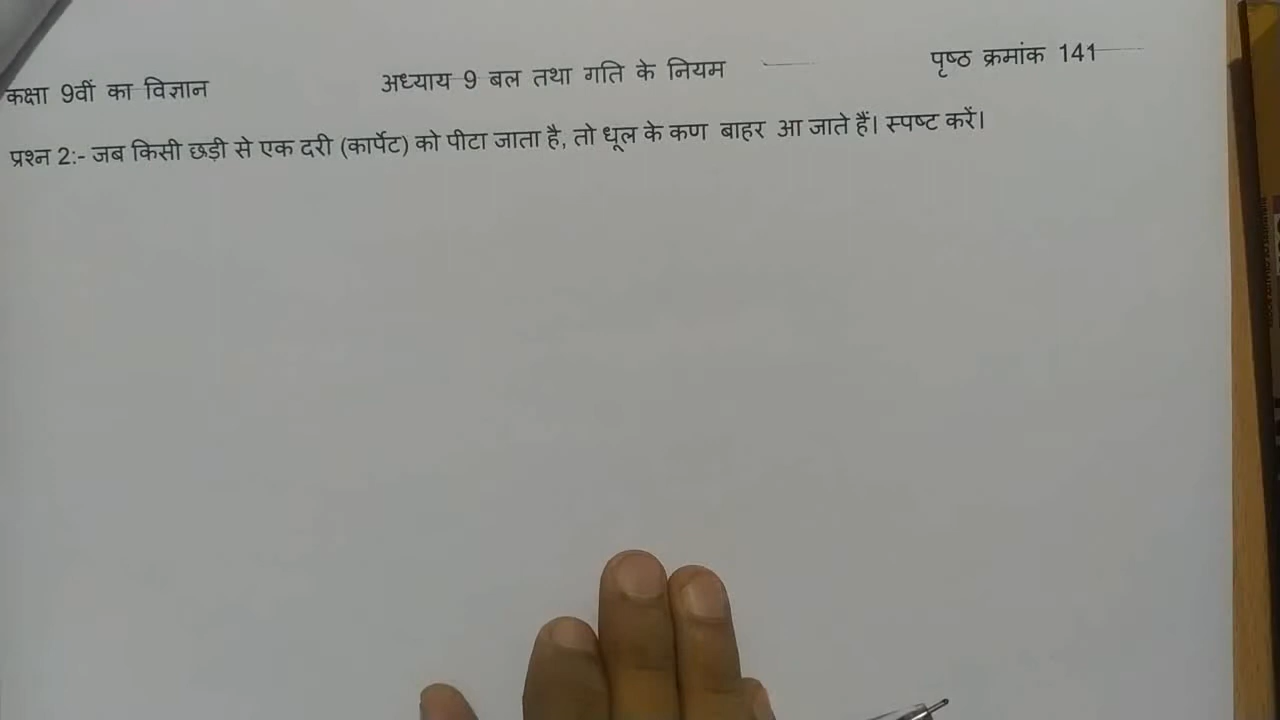 कक्षा 9वीं का विज्ञान अध्याय 9 बल तथा गति के नियम पृष्ठ क्रमांक 141
प्रश्न 2:- जब किसी छड़ी से एक दरी (कार्पेट) को पीटा जाता है, तो धूल के कण बाहर आ जाते हैं। स्पष्ट करें।